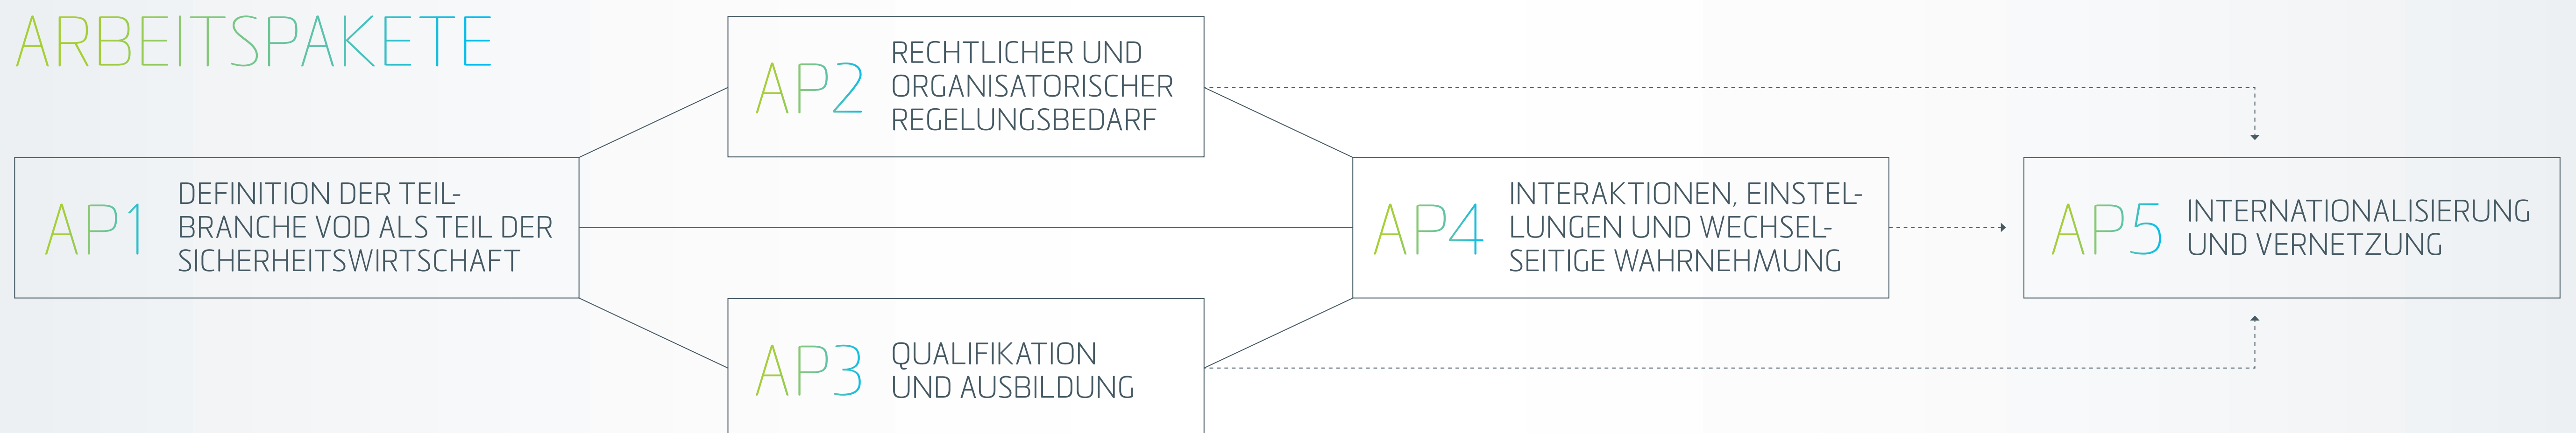 ARBEITSPAKETE
AP1
DEFINITION DER TEIL-
BRANCHE VOD ALS TEIL DER
SICHERHEITSWIRTSCHAFT
AP2
RECHTLICHER UND
ORGANISATORISCHER
REGELUNGSBEDARF
AP3
QUALIFIKATION
UND AUSBILDUNG
AP4
INTERAKTIONEN, EINSTEL-
LUNGEN UND WECHSEL-
SEITIGE WAHRNEHMUNG
AP5
INTERNATIONALISIERUNG
UND VERNETZUNG